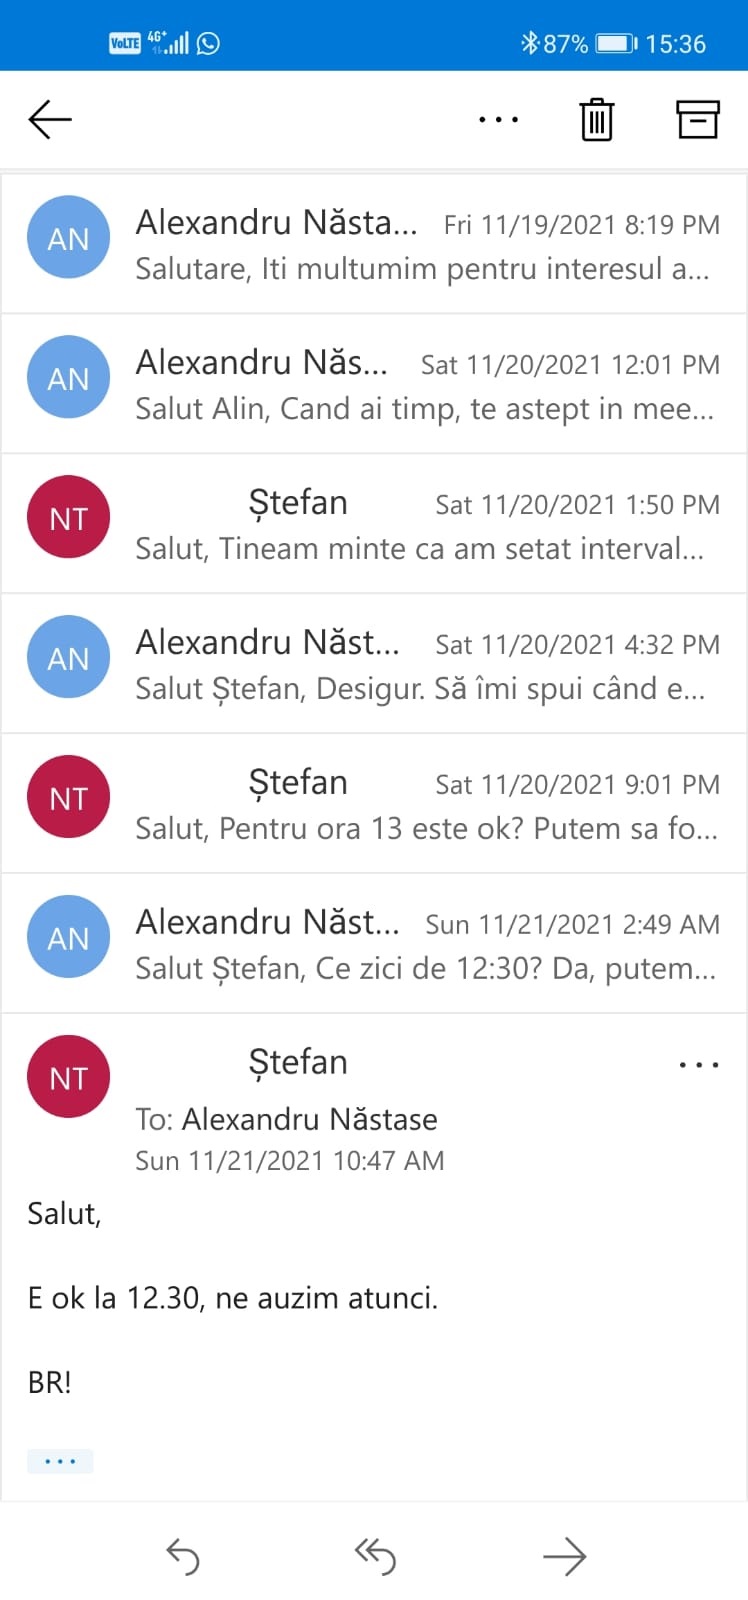 VoLTE 4G+ 87% 15:36
AN Alexandru Năsta... Fri 11/19/2021 8:19 PM
Salutare, Iti multumim pentru interesul a...
AN Alexandru Năs... Sat 11/20/2021 12:01 PM
Salut Alin, Cand ai timp, te astept in mee...
NT Ștefan Sat 11/20/2021 1:50 PM
Salut, Tineam minte ca am setat interval...
AN Alexandru Năst... Sat 11/20/2021 4:32 PM
Salut Ștefan, Desigur. Să îmi spui când e...
NT Ștefan Sat 11/20/2021 9:01 PM
Salut, Pentru ora 13 este ok? Putem sa fo...
AN Alexandru Năst... Sun 11/21/2021 2:49 AM
Salut Ștefan, Ce zici de 12:30? Da, putem...
NT Ștefan
To: Alexandru Năstase
Sun 11/21/2021 10:47 AM
Salut,
E ok la 12.30, ne auzim atunci.
BR!